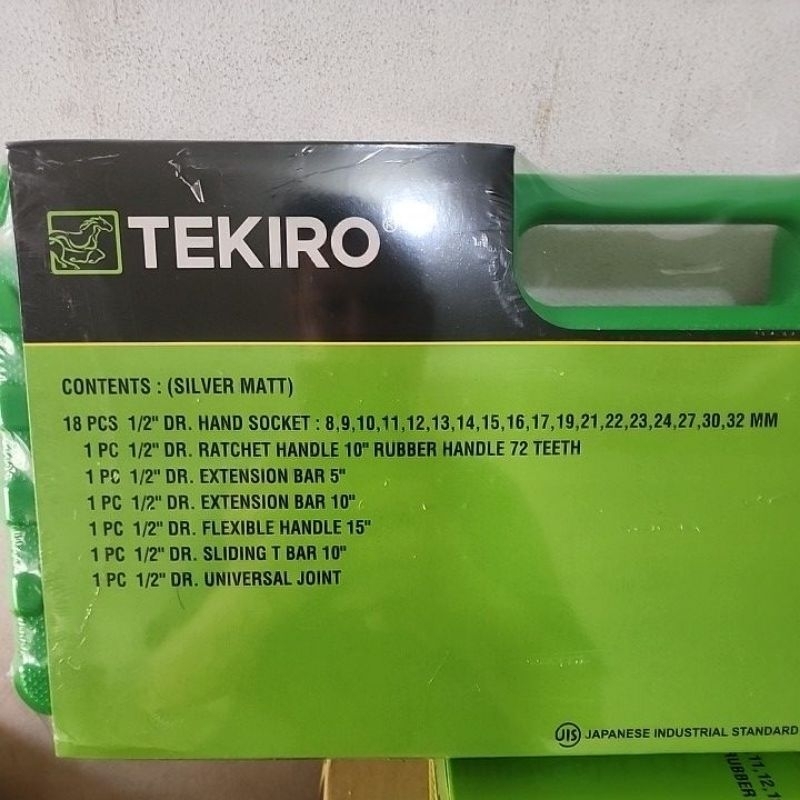 TEKIRO®
CONTENTS : (SILVER MATT)
18 PCS 1/2" DR. HAND SOCKET : 8,9,10,11,12,13,14,15,16,17,19,21,22,23,24,27,30,32 MM
1 PC 1/2" DR. RATCHET HANDLE 10" RUBBER HANDLE 72 TEETH
1 PC 1/2" DR. EXTENSION BAR 5"
1 PC 1/2" DR. EXTENSION BAR 10"
1 PC 1/2" DR. FLEXIBLE HANDLE 15"
1 PC 1/2" DR. SLIDING T BAR 10"
1 PC 1/2" DR. UNIVERSAL JOINT
JIS JAPANESE INDUSTRIAL STANDARD
11,12,1
RUBBER